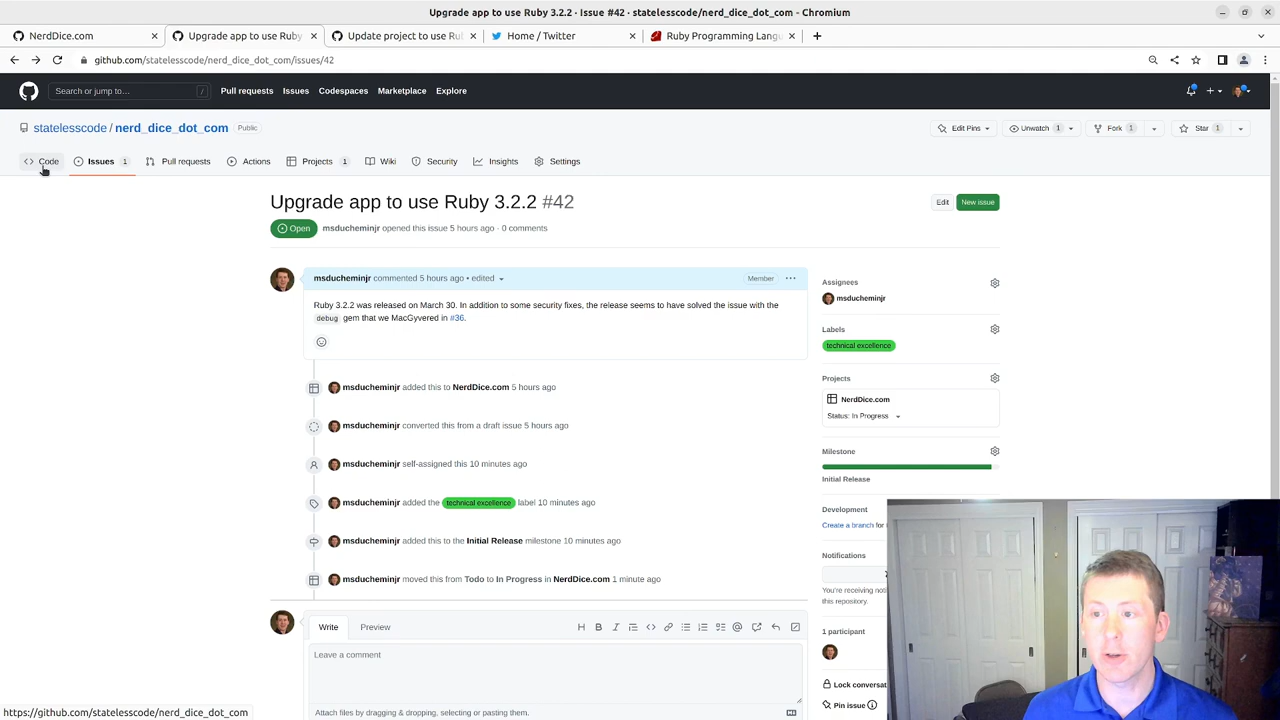 Upgrade app to use Ruby 3.2.2 · Issue #42 · statelesscode/nerd_dice_dot_com - Chromium
NerdDice.com
Upgrade app to use Ruby
Update project to use Ruby
Home / Twitter
Ruby Programming Langu
github.com/statelesscode/nerd_dice_dot_com/issues/42
Search or jump to… /
Pull requests Issues Codespaces Marketplace Explore
statelesscode / nerd_dice_dot_com Public
Edit Pins Unwatch 1 Fork 1 Star 1
Code Issues 1 Pull requests Actions Projects 1 Wiki Security Insights Settings
Upgrade app to use Ruby 3.2.2 #42
Edit New issue
Open msducheminjr opened this issue 5 hours ago · 0 comments
msducheminjr commented 5 hours ago • edited
Member
Ruby 3.2.2 was released on March 30. In addition to some security fixes, the release seems to have solved the issue with the
debug gem that we MacGyvered in #36.
msducheminjr added this to NerdDice.com 5 hours ago
msducheminjr converted this from a draft issue 5 hours ago
msducheminjr self-assigned this 10 minutes ago
msducheminjr added the technical excellence label 10 minutes ago
msducheminjr added this to the Initial Release milestone 10 minutes ago
msducheminjr moved this from Todo to In Progress in NerdDice.com 1 minute ago
Write Preview
Leave a comment
Attach files by dragging & dropping, selecting or pasting them.
Assignees
msducheminjr
Labels
technical excellence
Projects
NerdDice.com
Status: In Progress
Milestone
Initial Release
Development
Create a branch for
Notifications
You're receiving
this repository.
1 participant
Lock conversat
Pin issue
https://github.com/statelesscode/nerd_dice_dot_com